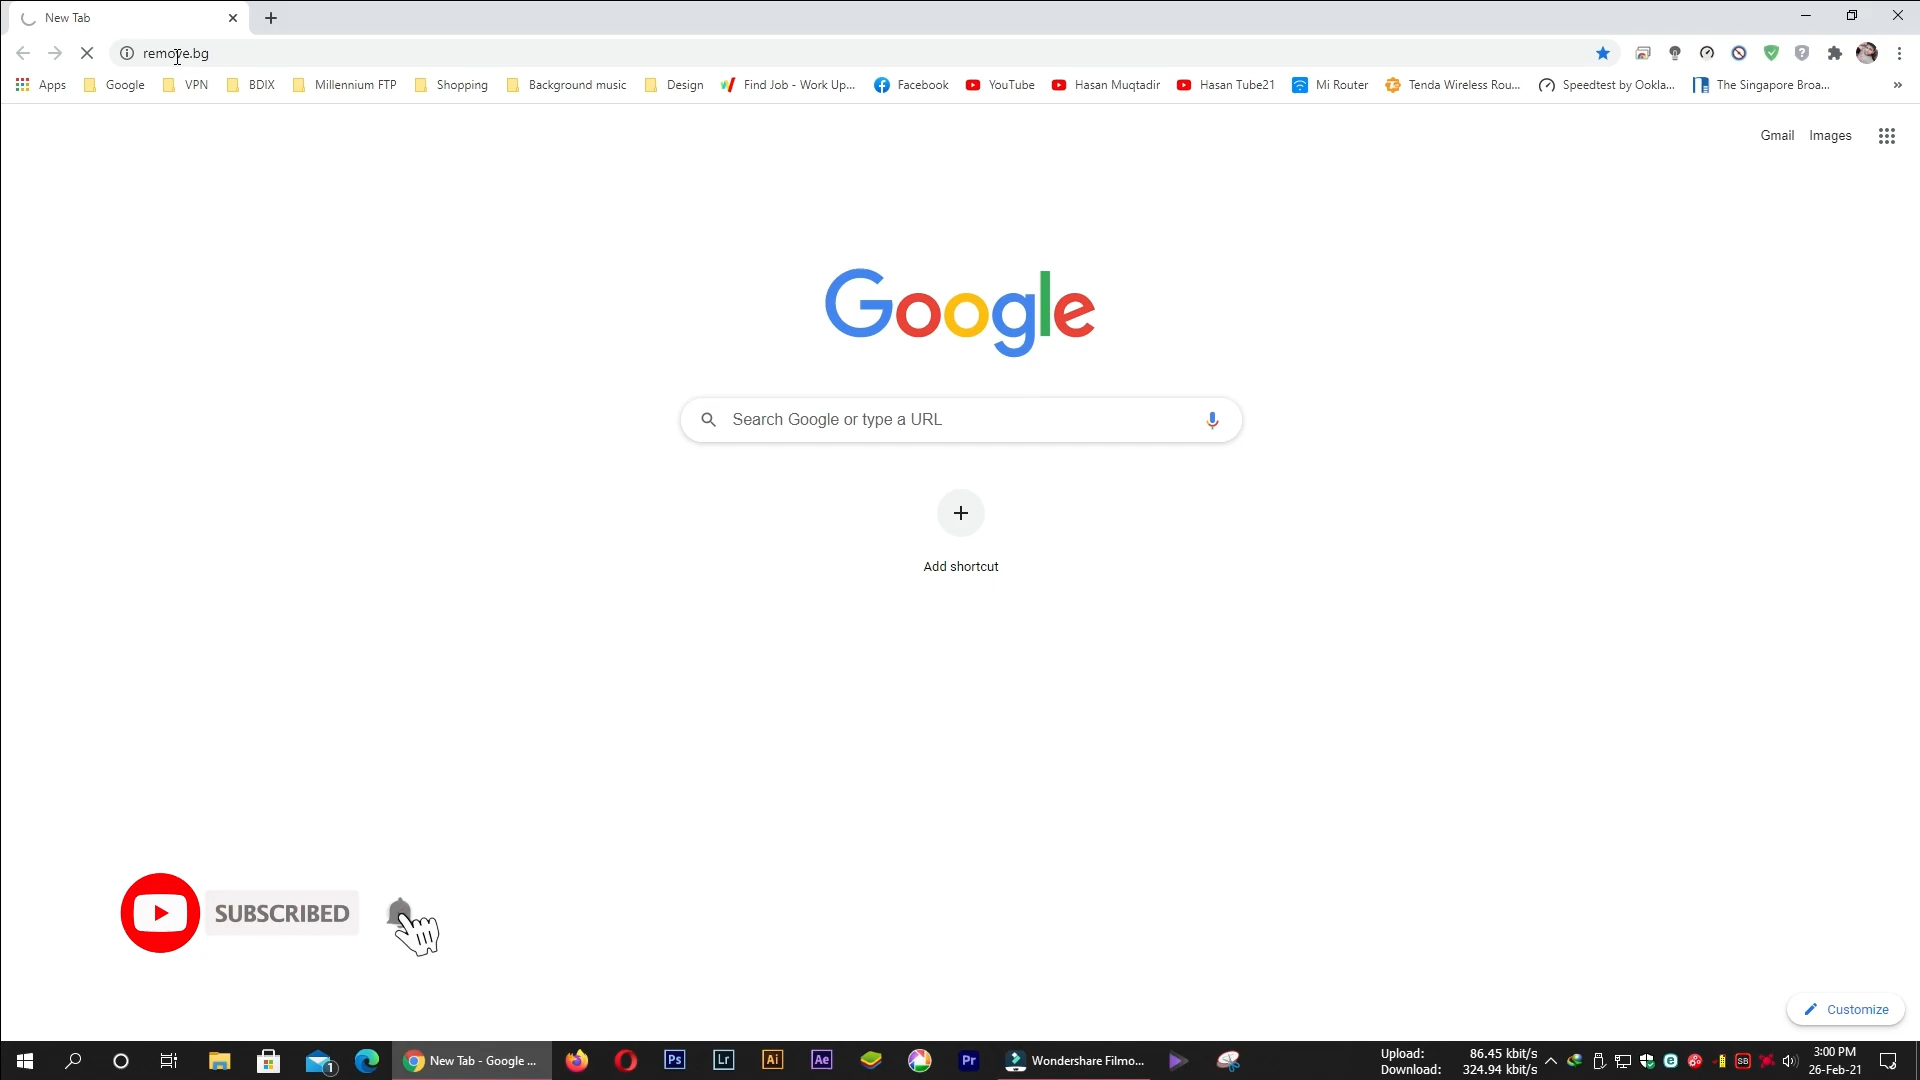 New Tab
remove.bg
Apps
Google
VPN
BDIX
Millennium FTP
Shopping
Background music
Design
Find Job - Work Up...
Facebook
YouTube
Hasan Muqtadir
Hasan Tube21
Mi Router
Tenda Wireless Rou...
Speedtest by Ookla...
The Singapore Broa...
»
Gmail
Images
Google
Search Google or type a URL
Add shortcut
SUBSCRIBED
Customize
1
New Tab - Google ...
Ps
Lr
Ai
Ae
Pr
Wondershare Filmo...
Upload: 86.45 kbit/s
Download: 324.94 kbit/s
SB
3:00 PM
26-Feb-21